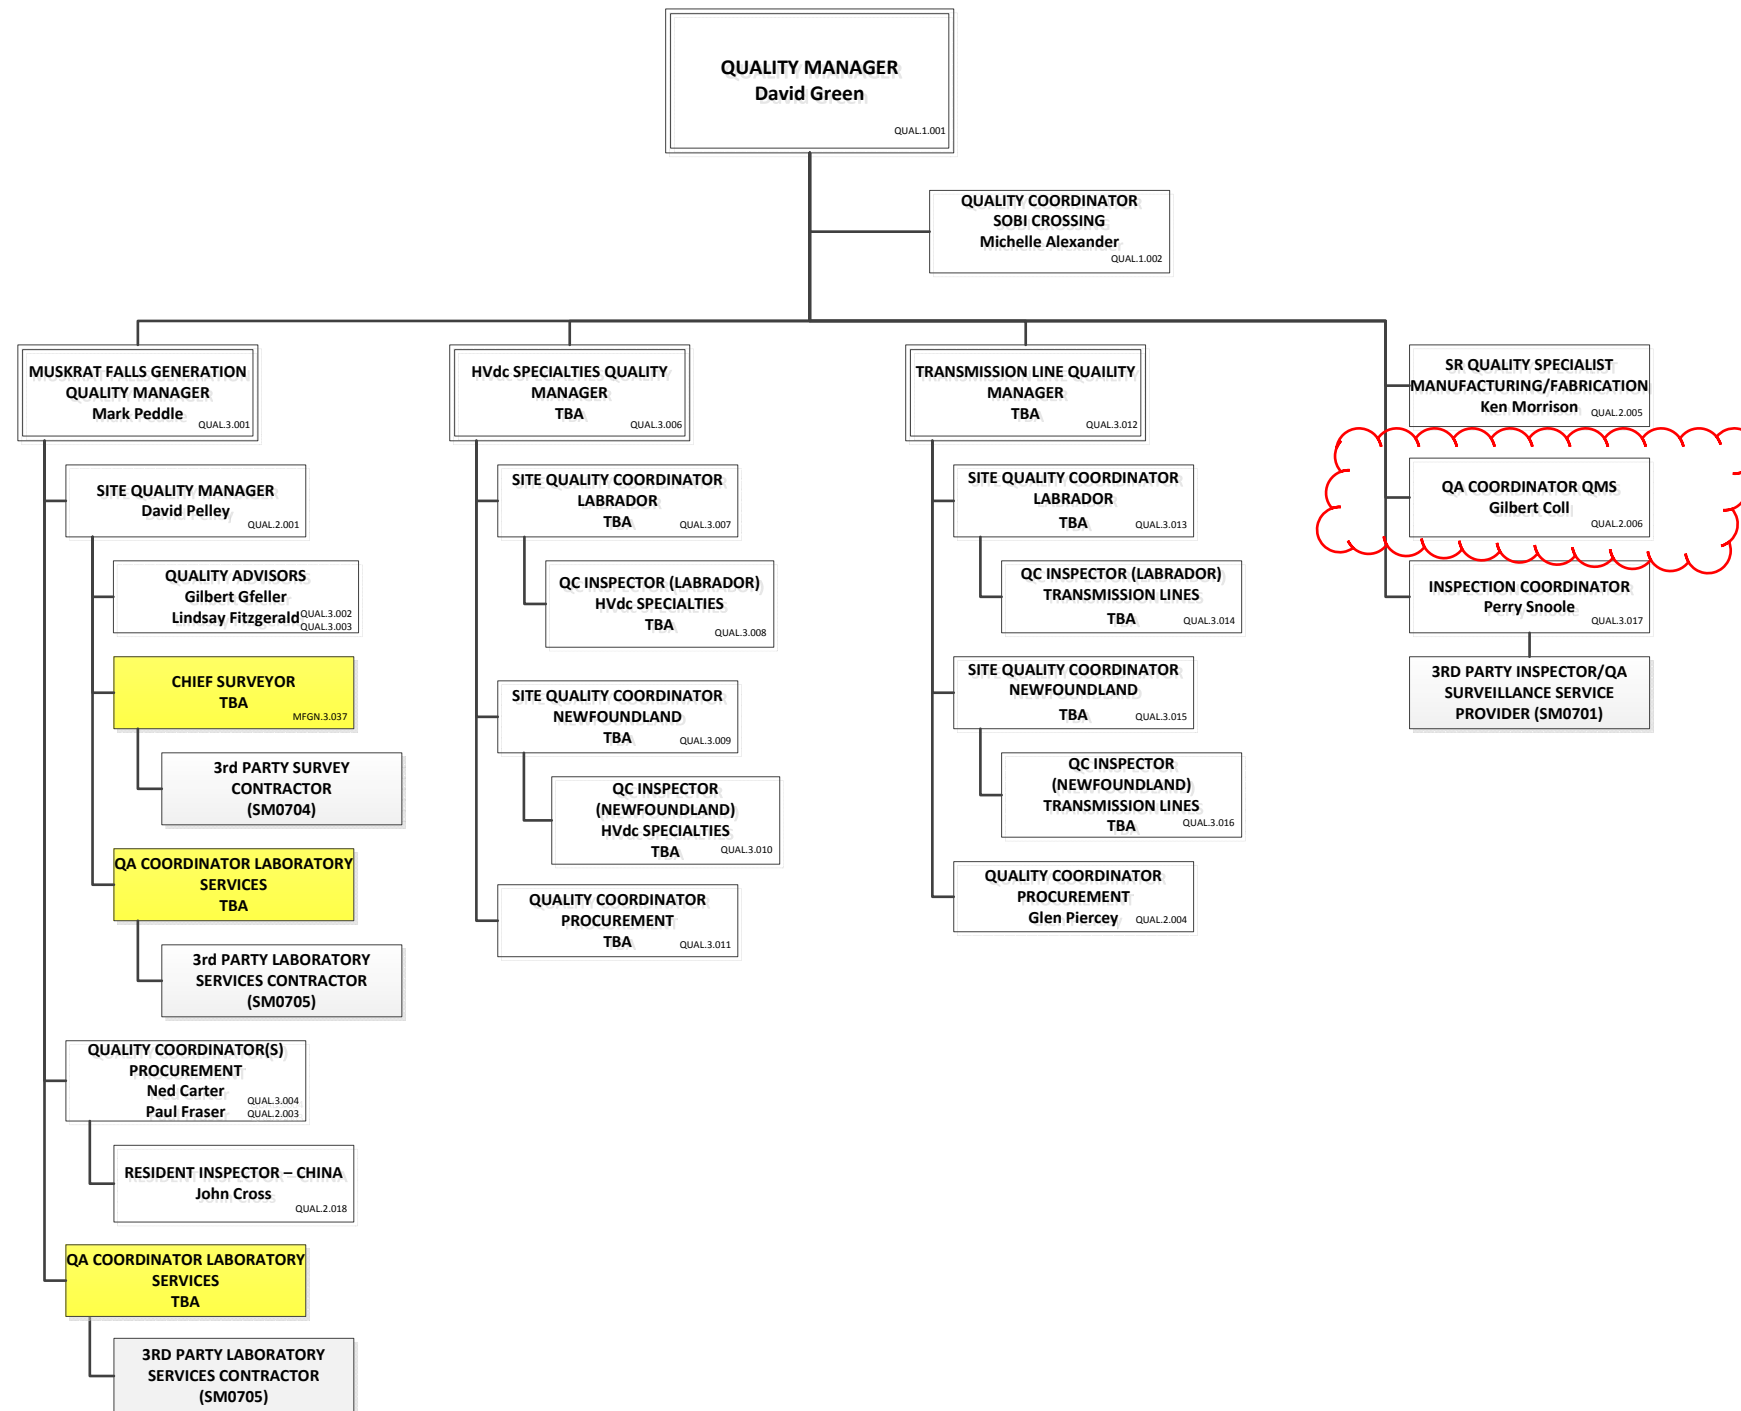 QUALITY MANAGER
David Green
QUAL.1.001
QUALITY COORDINATOR
SOBI CROSSING
Michelle Alexander
QUAL.1.002
MUSKRAT FALLS GENERATION
QUALITY MANAGER
Mark Peddle
QUAL.3.001
SITE QUALITY MANAGER
David Pelley
QUAL.2.001
QUALITY ADVISORS
Gilbert Gfeller
QUAL.3.002
Lindsay Fitzgerald
QUAL.3.003
CHIEF SURVEYOR
TBA
MFGN.3.037
3rd PARTY SURVEY
CONTRACTOR
(SM0704)
QA COORDINATOR LABORATORY
SERVICES
TBA
3rd PARTY LABORATORY
SERVICES CONTRACTOR
(SM0705)
QUALITY COORDINATOR(S)
PROCUREMENT
Ned Carter
QUAL.3.004
Paul Fraser
QUAL.2.003
RESIDENT INSPECTOR – CHINA
John Cross
QUAL.2.018
QA COORDINATOR LABORATORY
SERVICES
TBA
3RD PARTY LABORATORY
SERVICES CONTRACTOR
(SM0705)
HVdc SPECIALTIES QUALITY
MANAGER
TBA
QUAL.3.006
SITE QUALITY COORDINATOR
LABRADOR
TBA
QUAL.3.007
QC INSPECTOR (LABRADOR)
HVdc SPECIALTIES
TBA
QUAL.3.008
SITE QUALITY COORDINATOR
NEWFOUNDLAND
TBA
QUAL.3.009
QC INSPECTOR
(NEWFOUNDLAND)
HVdc SPECIALTIES
TBA
QUAL.3.010
QUALITY COORDINATOR
PROCUREMENT
TBA
QUAL.3.011
TRANSMISSION LINE QUAILITY
MANAGER
TBA
QUAL.3.012
SITE QUALITY COORDINATOR
LABRADOR
TBA
QUAL.3.013
QC INSPECTOR (LABRADOR)
TRANSMISSION LINES
TBA
QUAL.3.014
SITE QUALITY COORDINATOR
NEWFOUNDLAND
TBA
QUAL.3.015
QC INSPECTOR
(NEWFOUNDLAND)
TRANSMISSION LINES
TBA
QUAL.3.016
QUALITY COORDINATOR
PROCUREMENT
Glen Piercey
QUAL.2.004
SR QUALITY SPECIALIST
MANUFACTURING/FABRICATION
Ken Morrison
QUAL.2.005
QA COORDINATOR QMS
Gilbert Coll
QUAL.2.006
INSPECTION COORDINATOR
Perry Snoole
QUAL.3.017
3RD PARTY INSPECTOR/QA
SURVEILLANCE SERVICE
PROVIDER (SM0701)